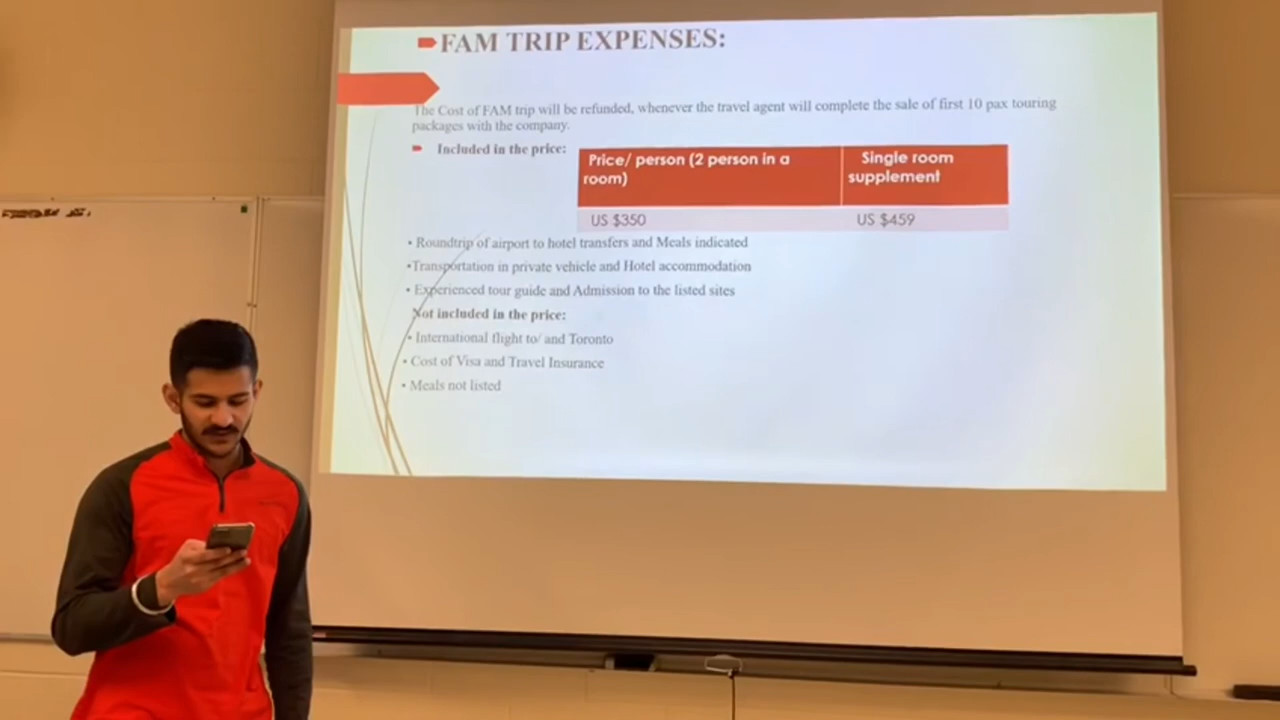 FAM TRIP EXPENSES:
The Cost of FAM trip will be refunded, whenever the travel agent will complete the sale of first 10 pax touring
packages with the company.
Included in the price:
Price/ person (2 person in a
room)
Single room
supplement
US $350
US $459
• Roundtrip of airport to hotel transfers and Meals indicated
•Transportation in private vehicle and Hotel accommodation
• Experienced tour guide and Admission to the listed sites
Not included in the price:
• International flight to/ and Toronto
• Cost of Visa and Travel Insurance
• Meals not listed